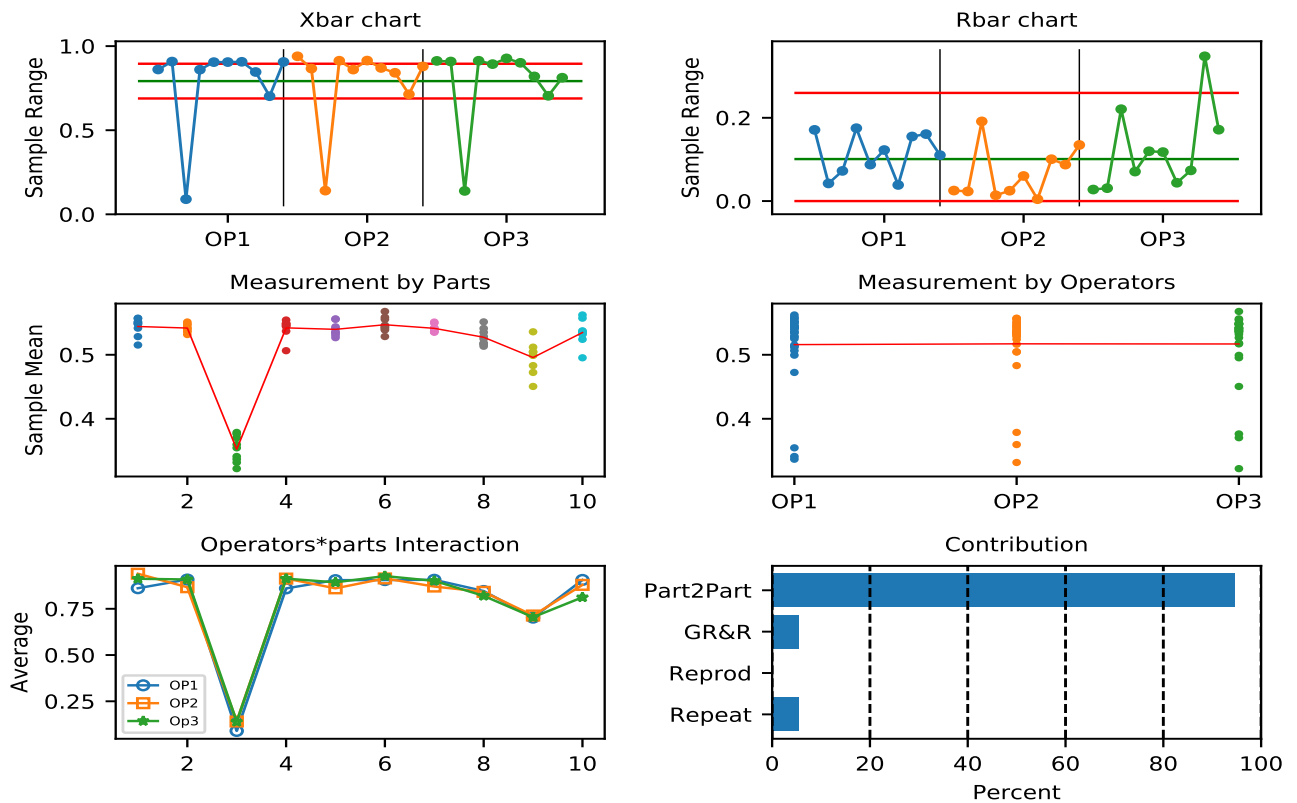 Xbar chart
Sample Range
1.0
0.5
0.0
OP1 OP2 OP3
Rbar chart
Sample Range
0.2
0.0
OP1 OP2 OP3
Measurement by Parts
Sample Mean
0.5
0.4
2 4 6 8 10
Measurement by Operators
0.5
0.4
OP1 OP2 OP3
Operators*parts Interaction
Average
0.75
0.50
0.25
OP1
OP2
Op3
2 4 6 8 10
Contribution
Part2Part
GR&R
Reprod
Repeat
0 20 40 60 80 100
Percent